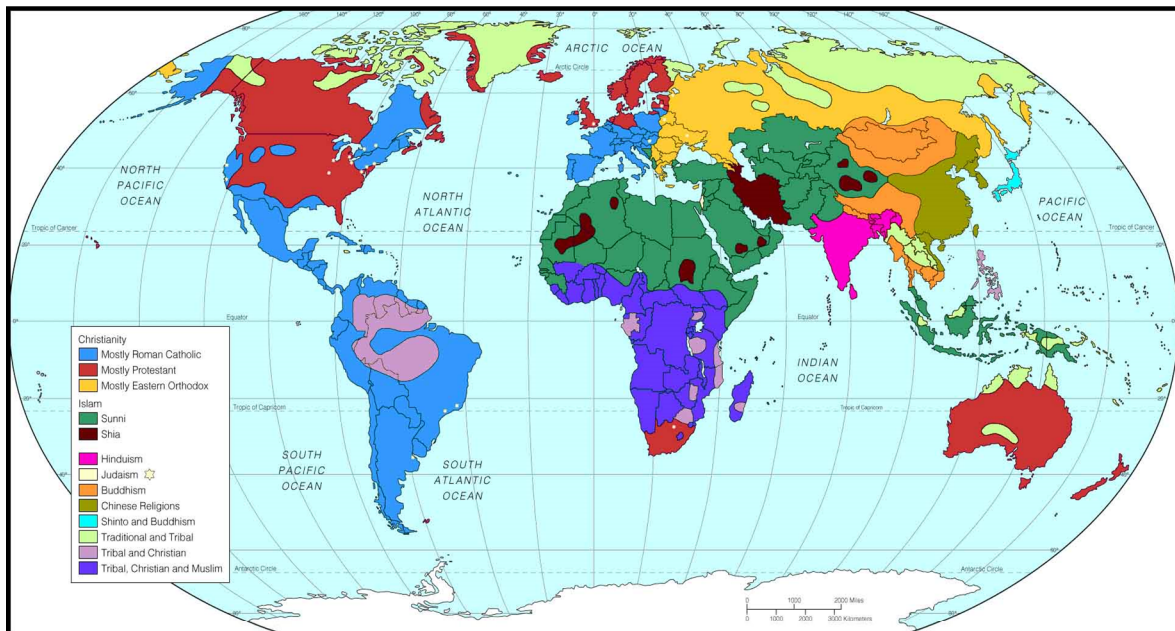 ARCTIC OCEAN
Arctic Circle
NORTH
PACIFIC
OCEAN
NORTH
ATLANTIC
OCEAN
PACIFIC
OCEAN
Tropic of Cancer
Tropic of Cancer
Equator
Equator
INDIAN
OCEAN
Tropic of Capricorn
Tropic of Capricorn
SOUTH
PACIFIC
OCEAN
SOUTH
ATLANTIC
OCEAN
Antarctic Circle
Antarctic Circle
Christianity
Mostly Roman Catholic
Mostly Protestant
Mostly Eastern Orthodox
Islam
Sunni
Shia
Hinduism
Judaism
Buddhism
Chinese Religions
Shinto and Buddhism
Traditional and Tribal
Tribal and Christian
Tribal, Christian and Muslim
0 1000 2000 Miles
0 1000 2000 3000 Kilometers